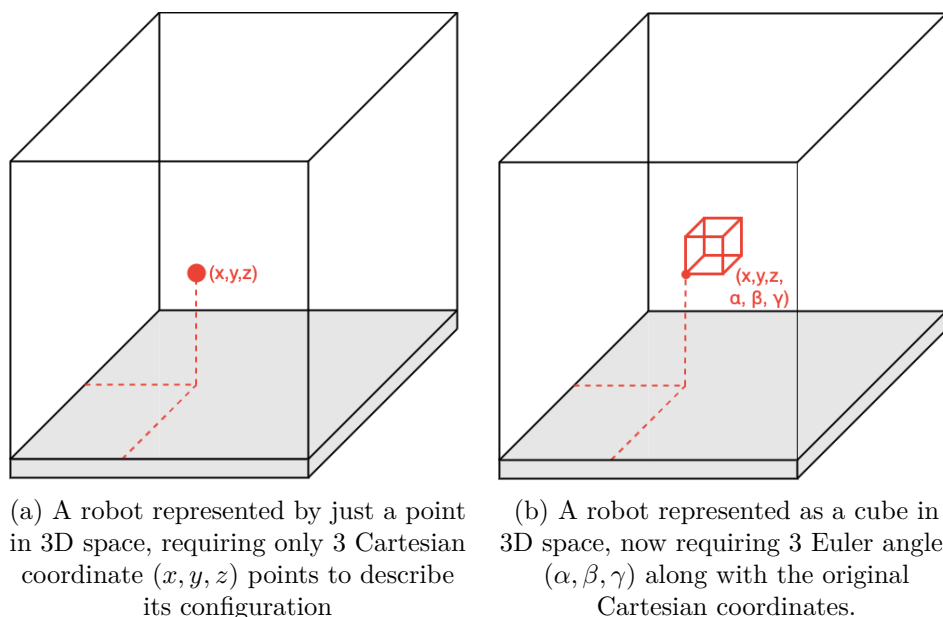 (x,y,z)
(x,y,z,
α, β, γ)
(a) A robot represented by just a point
in 3D space, requiring only 3 Cartesian
coordinate (x, y, z) points to describe
its configuration
(b) A robot represented as a cube in
3D space, now requiring 3 Euler angle
(α, β, γ) along with the original
Cartesian coordinates.